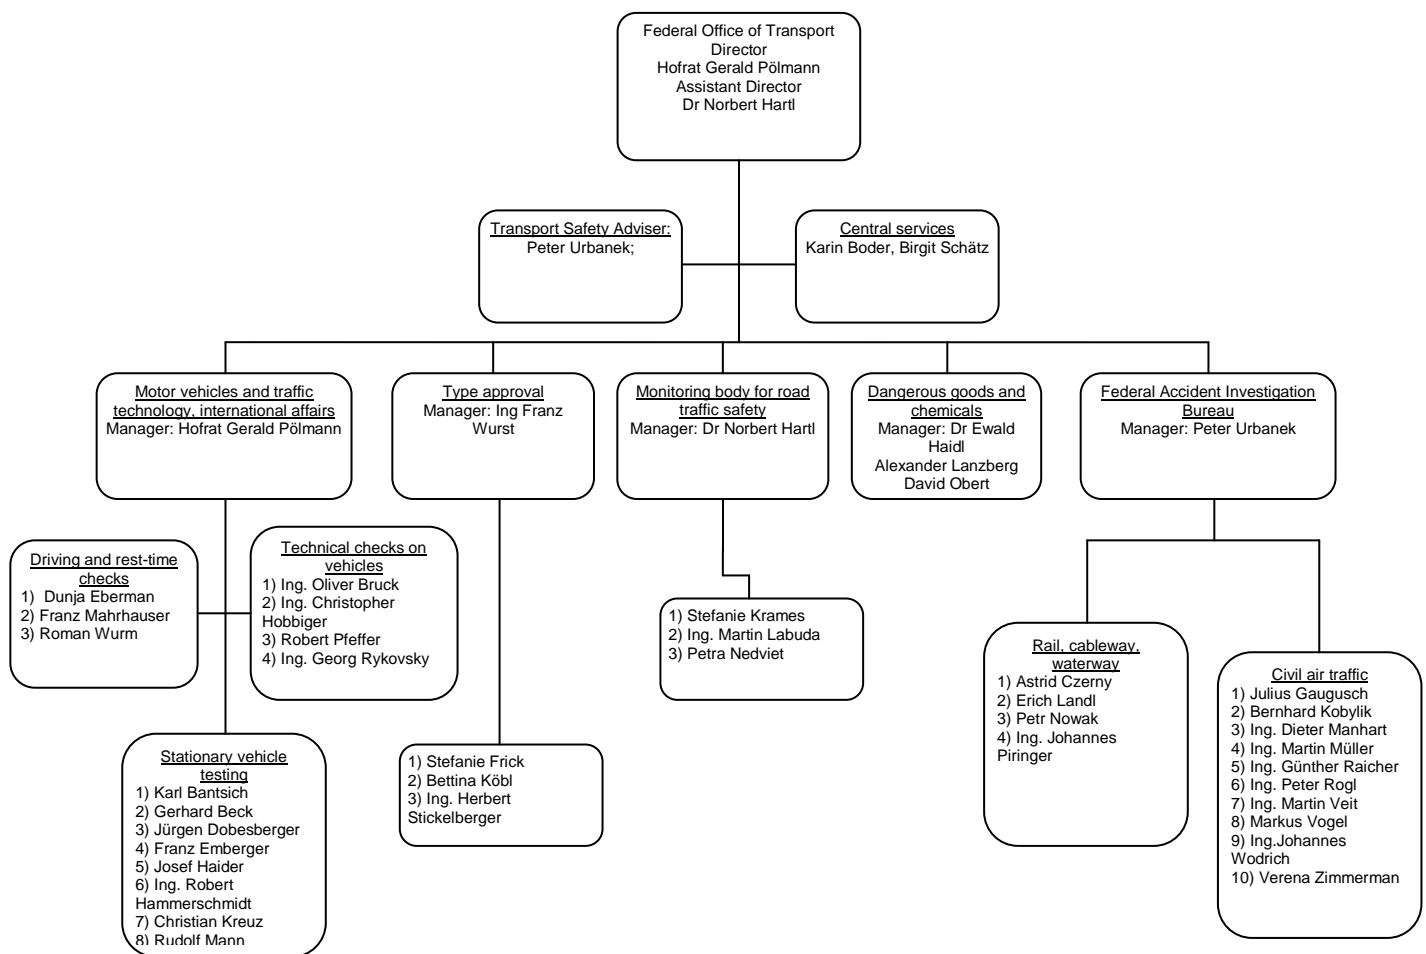 Federal Office of Transport
Director
Hofrat Gerald Pölmann
Assistant Director
Dr Norbert Hartl
Transport Safety Adviser:
Peter Urbanek;
Central services
Karin Boder, Birgit Schätz
Motor vehicles and traffic
technology, international affairs
Manager: Hofrat Gerald Pölmann
Type approval
Manager: Ing Franz
Wurst
Monitoring body for road
traffic safety
Manager: Dr Norbert Hartl
Dangerous goods and
chemicals
Manager: Dr Ewald
Haidl
Alexander Lanzberg
David Obert
Federal Accident Investigation
Bureau
Manager: Peter Urbanek
Driving and rest-time
checks
1) Dunja Eberman
2) Franz Mahrhauser
3) Roman Wurm
Technical checks on
vehicles
1) Ing. Oliver Bruck
2) Ing. Christopher
Hobbiger
3) Robert Pfeffer
4) Ing. Georg Rykovsky
Stationary vehicle
testing
1) Karl Bantsich
2) Gerhard Beck
3) Jürgen Dobesberger
4) Franz Emberger
5) Josef Haider
6) Ing. Robert
Hammerschmidt
7) Christian Kreuz
8) Rudolf Mann
1) Stefanie Frick
2) Bettina Köbl
3) Ing. Herbert
Stickelberger
1) Stefanie Krames
2) Ing. Martin Labuda
3) Petra Nedviet
Rail, cableway,
waterway
1) Astrid Czerny
2) Erich Landl
3) Petr Nowak
4) Ing. Johannes
Piringer
Civil air traffic
1) Julius Gaugusch
2) Bernhard Kobylik
3) Ing. Dieter Manhart
4) Ing. Martin Müller
5) Ing. Günther Raicher
6) Ing. Peter Rogl
7) Ing. Martin Veit
8) Markus Vogel
9) Ing.Johannes
Wodrich
10) Verena Zimmerman